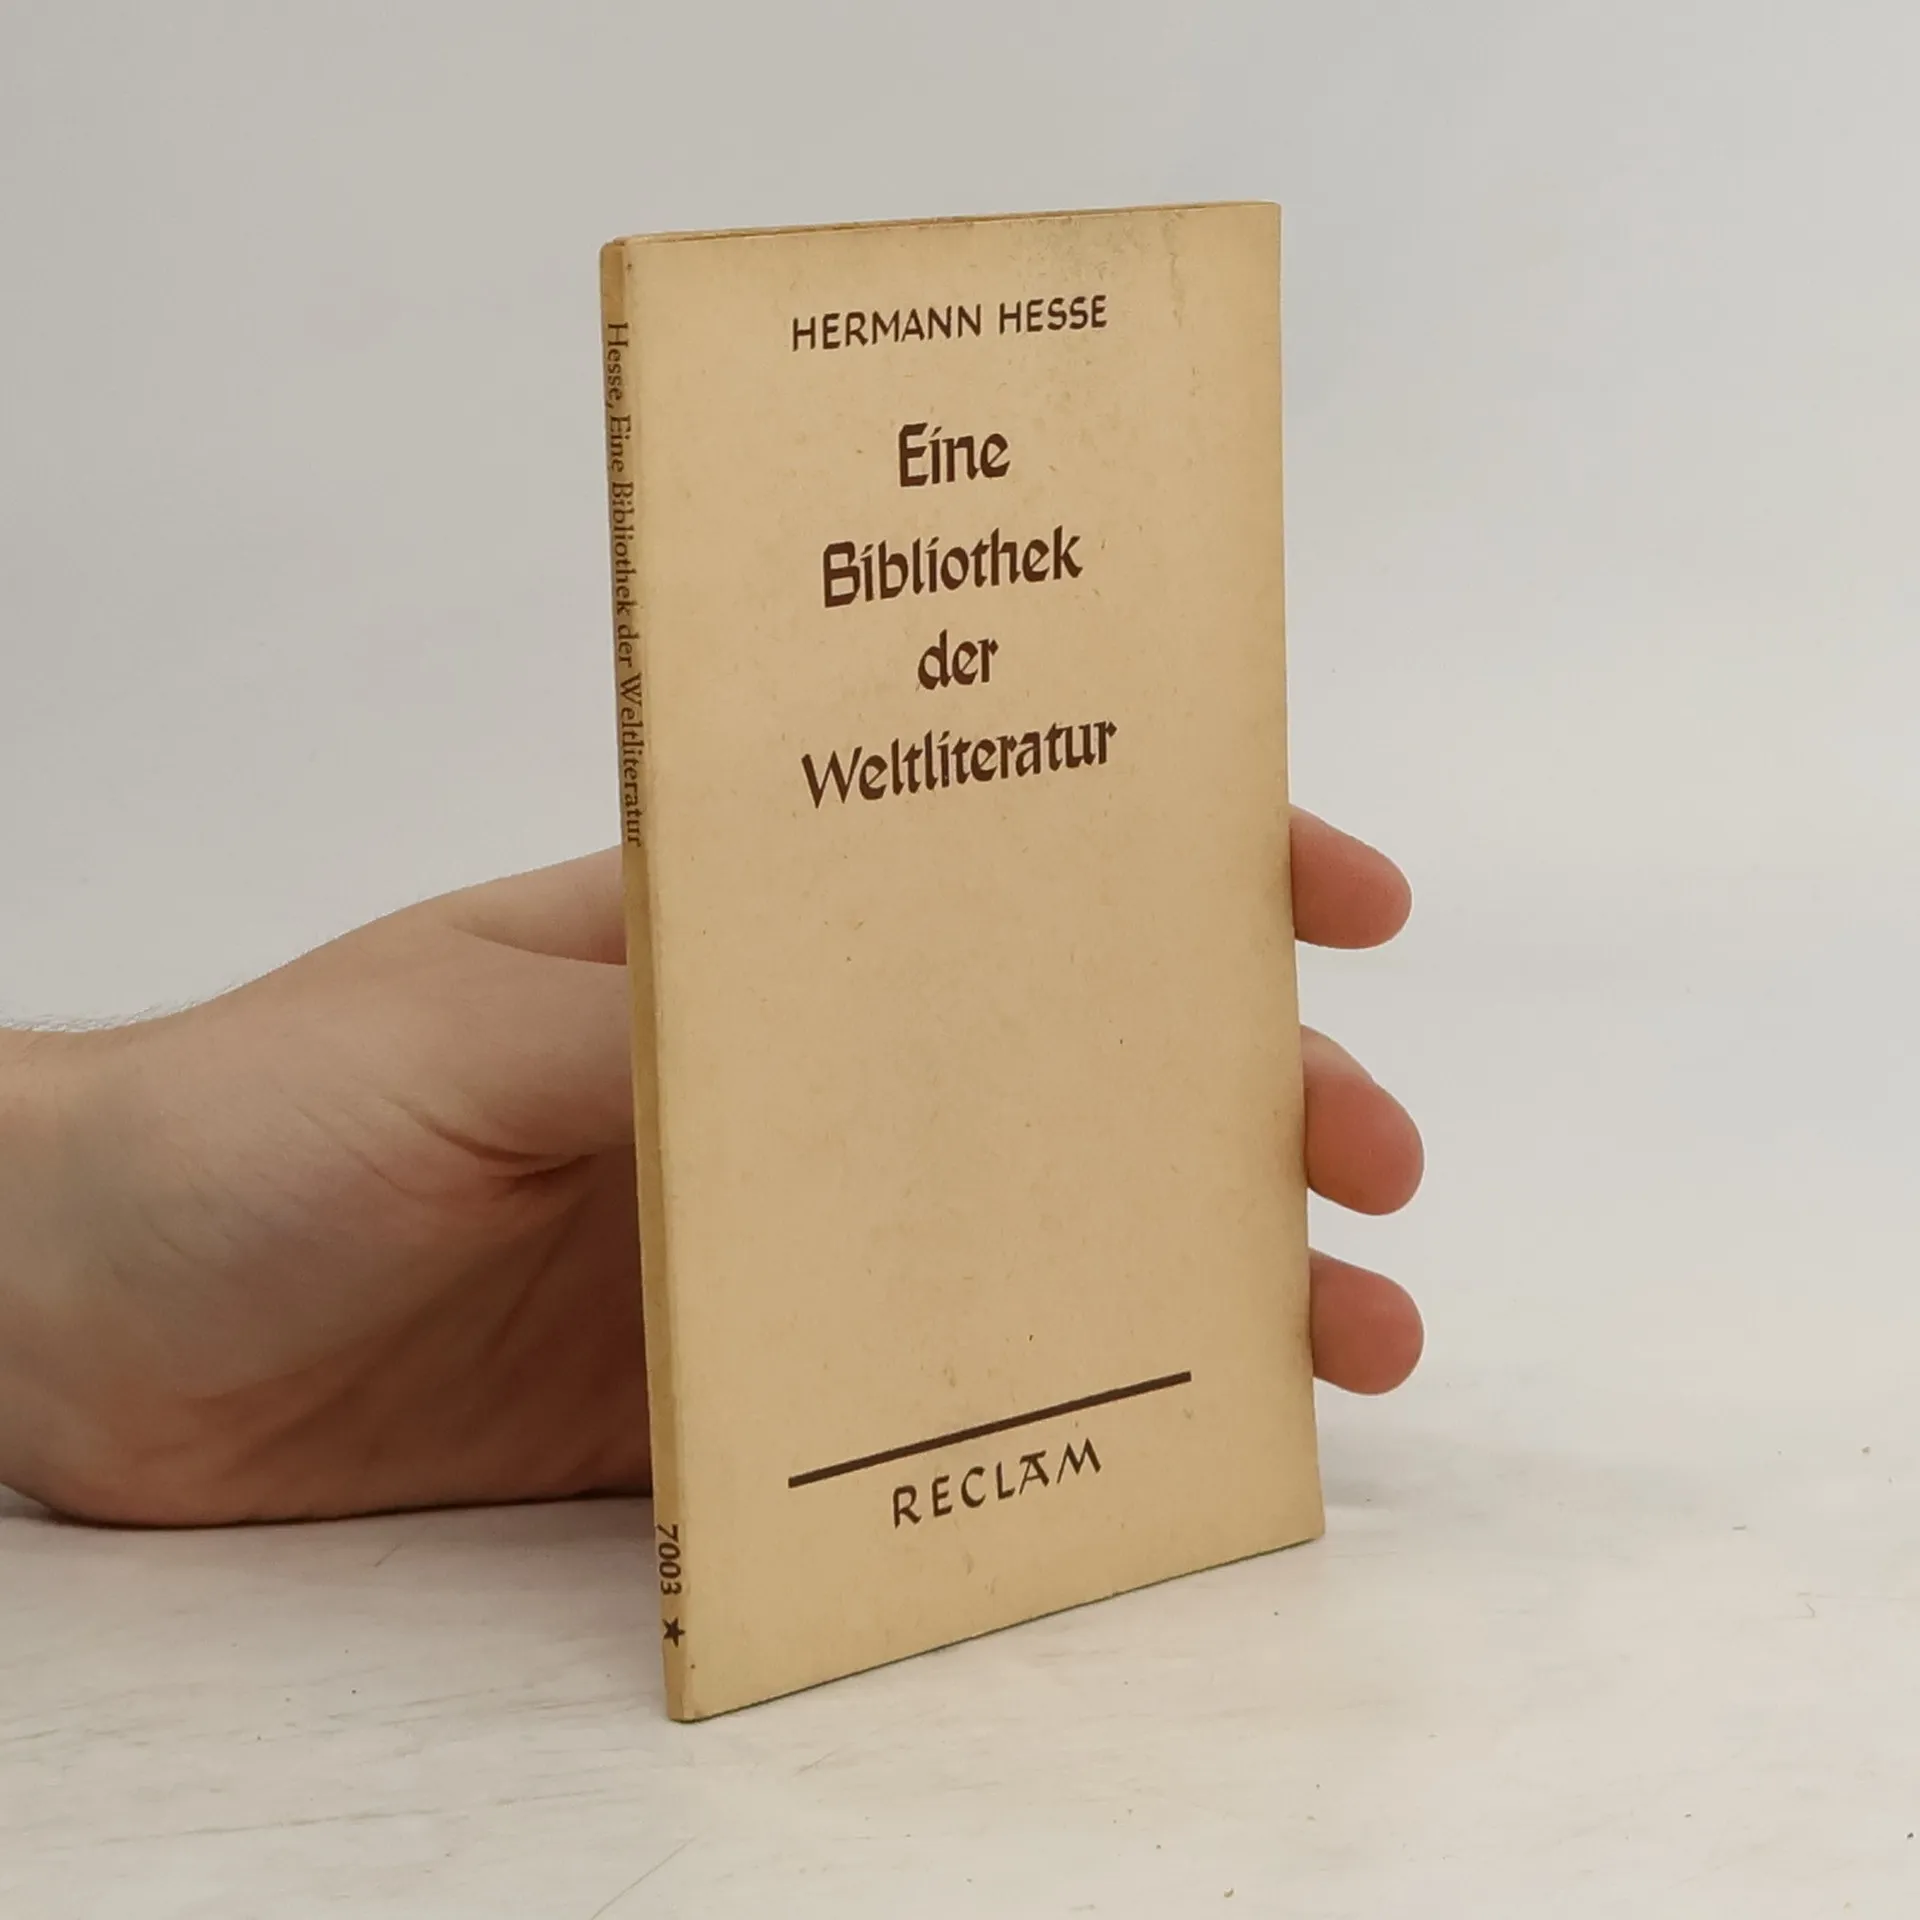 HERMANN HESSE
Eine
Bibliothek
der
Weltliteratur
RECLAM
Hesse, Eine Bibliothek der Weltliteratur
7003 ★